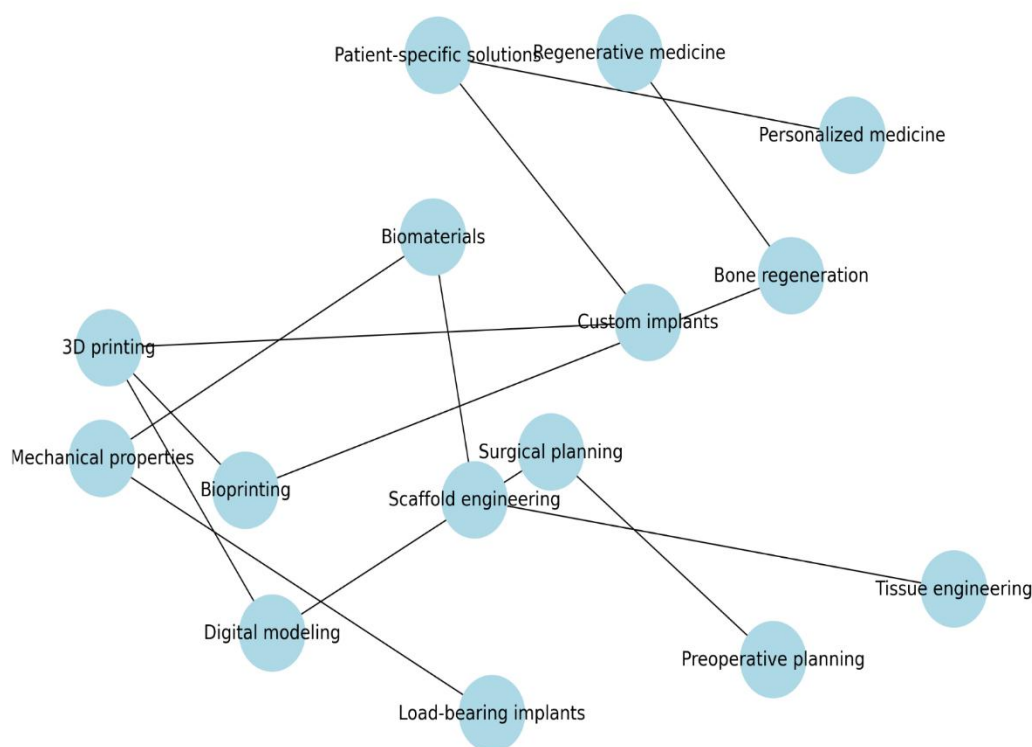 Patient-specific solutions
Regenerative medicine
Personalized medicine
Biomaterials
Bone regeneration
Custom implants
3D printing
Surgical planning
Mechanical properties
Bioprinting
Scaffold engineering
Tissue engineering
Digital modeling
Preoperative planning
Load-bearing implants